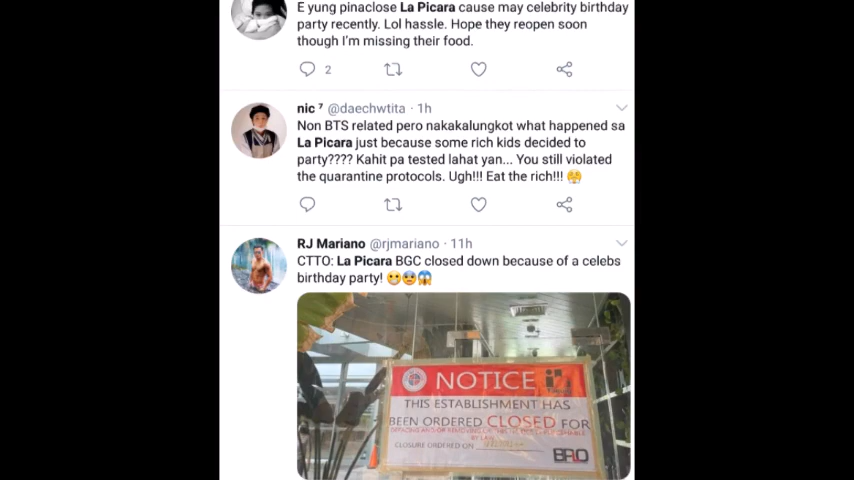 E yung pinaclose La Picara cause may celebrity birthday
party recently. Lol hassle. Hope they reopen soon
though I'm missing their food.
2
nic ⁷ @daechwtita · 1h
Non BTS related pero nakakalungkot what happened sa
La Picara just because some rich kids decided to
party???? Kahit pa tested lahat yan... You still violated
the quarantine protocols. Ugh!!! Eat the rich!!! 😤
RJ Mariano @rjmariano · 11h
CTTO: La Picara BGC closed down because of a celebs
birthday party! 😬😨😱
NOTICE
THIS ESTABLISHMENT HAS
BEEN ORDERED CLOSED FOR
BY LAW
CLOSURE ORDERED ON
BPLO